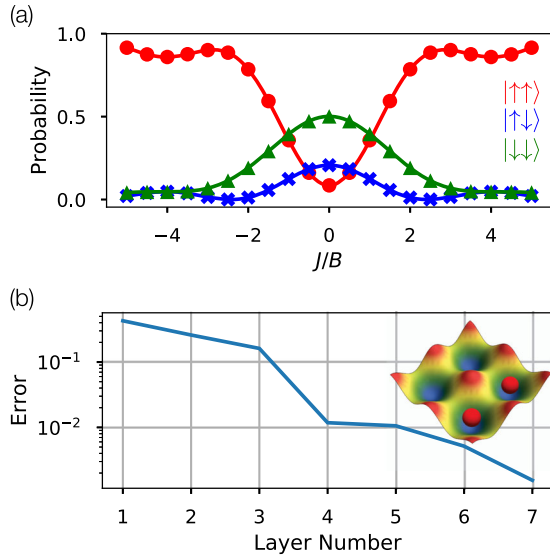 (a)
1.0
0.5
0.0
Probability
|↑↑⟩
|↑↓⟩
|↓↓⟩
−4 −2 0 2 4
J/B
(b)
10⁻¹
10⁻²
Error
1 2 3 4 5 6 7
Layer Number